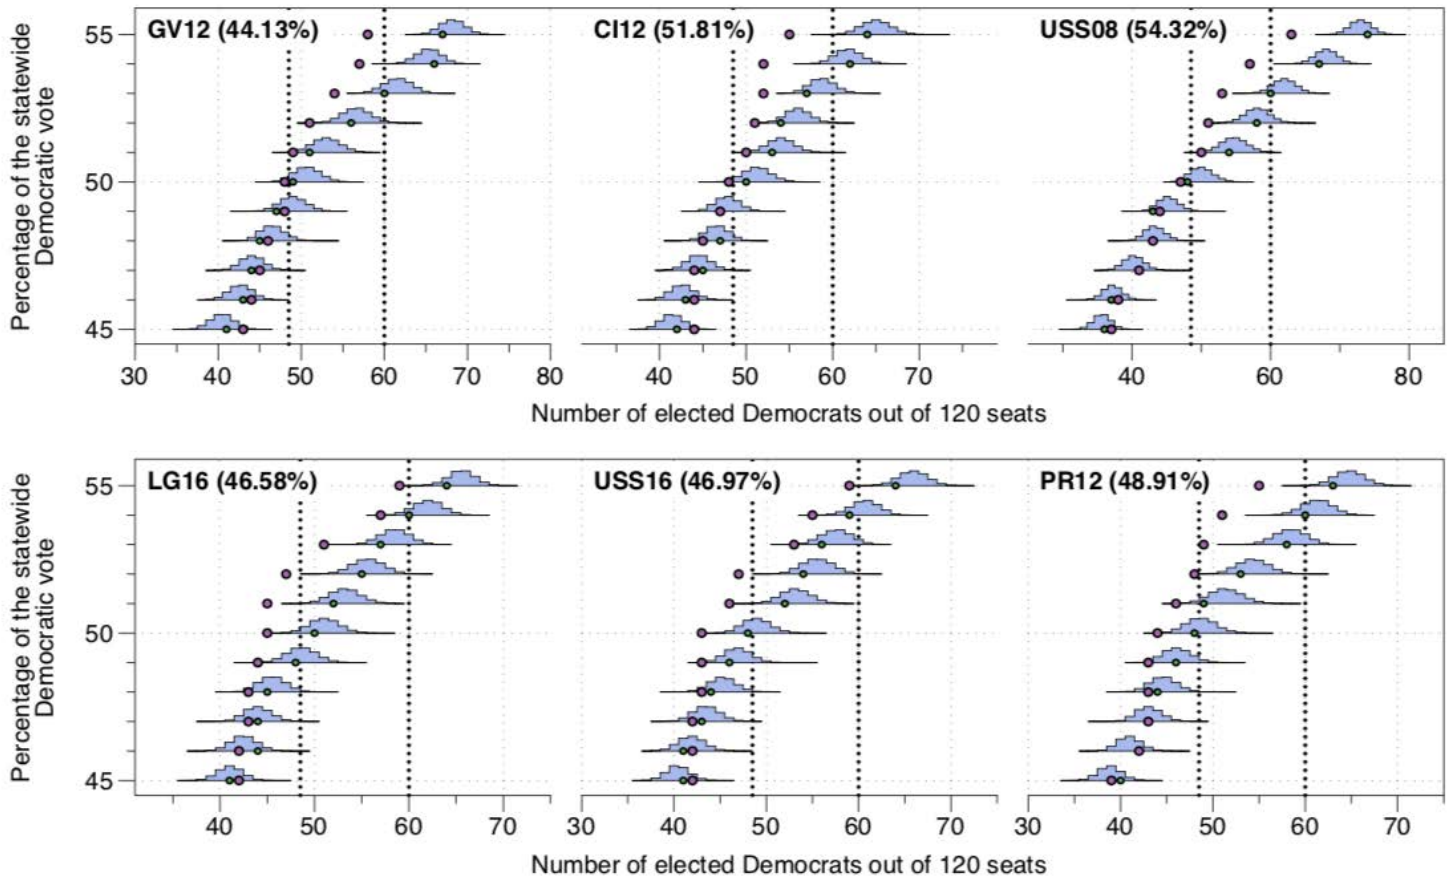 GV12 (44.13%)
CI12 (51.81%)
USS08 (54.32%)
Percentage of the statewide
Democratic vote
55
50
45
30 40 50 60 70 80
40 50 60 70
40 60 80
Number of elected Democrats out of 120 seats
LG16 (46.58%)
USS16 (46.97%)
PR12 (48.91%)
Percentage of the statewide
Democratic vote
55
50
45
40 50 60 70
30 40 50 60 70
30 40 50 60 70
Number of elected Democrats out of 120 seats